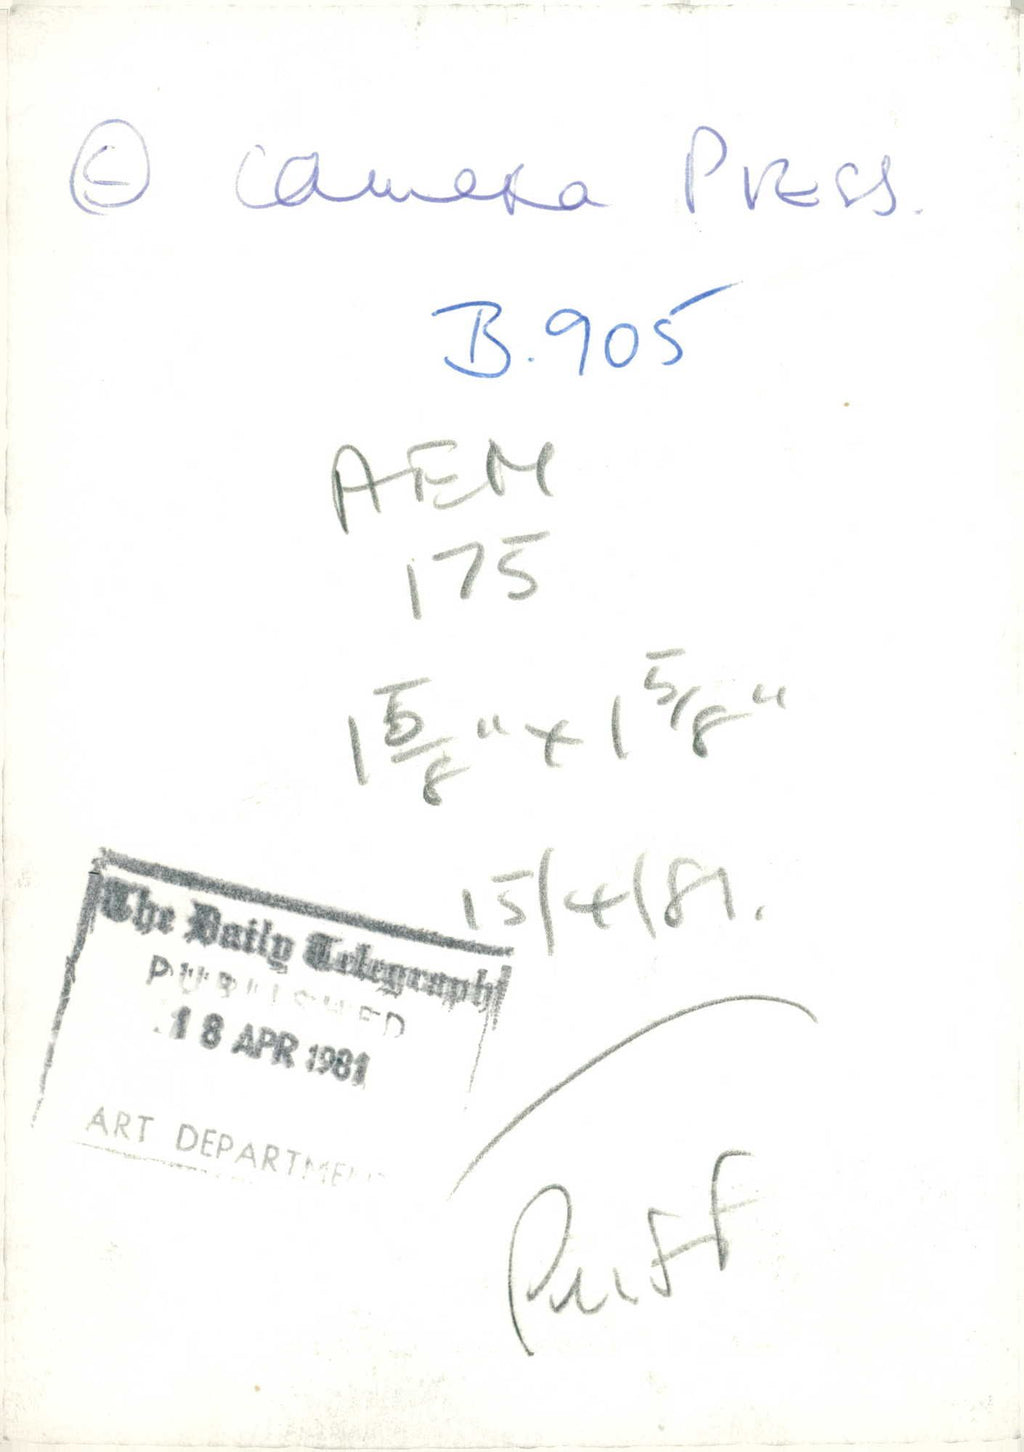 © Camera PRESS.
B.905
AEM
175
1 5/8" x 1 5/8"
15/4/81.
The Daily Telegraph
PUBLISHED
18 APR 1981
ART DEPARTMENT
Puff